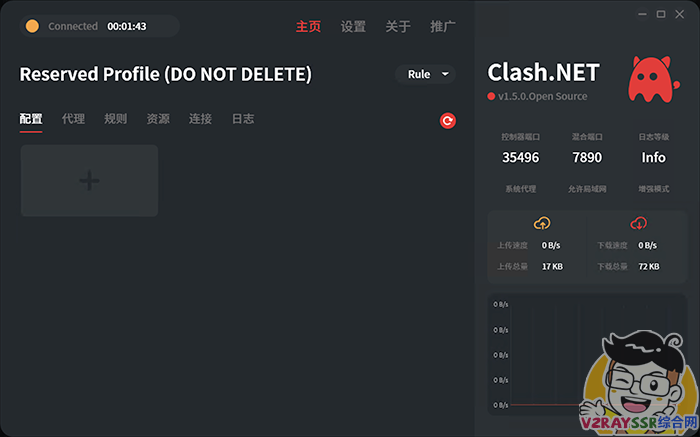 Connected 00:01:43
主页 设置 关于 推广
Reserved Profile (DO NOT DELETE)
Rule
配置 代理 规则 资源 连接 日志
Clash.NET
v1.5.0.Open Source
控制器端口 混合端口 日志等级
35496 7890 Info
系统代理 允许局域网 增强模式
上传速度 0 B/s 下载速度 0 B/s
上传总量 17 KB 下载总量 72 KB
0 B/s
0 B/s
0 B/s
0 B/s
0 B/s
V2RAYSSR综合网